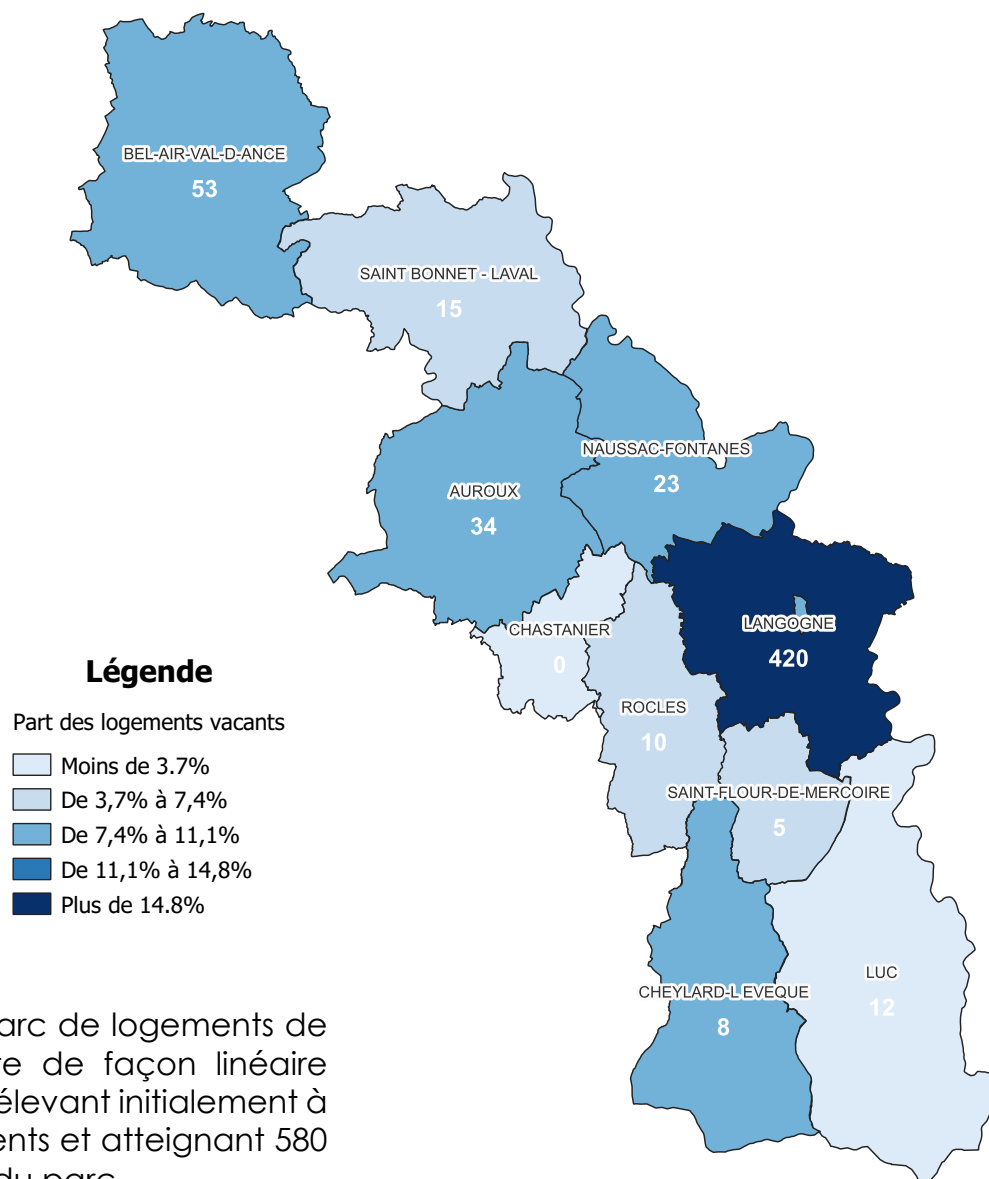 BEL-AIR-VAL-D-ANCE
53
SAINT BONNET - LAVAL
15
NAUSSAC-FONTANES
23
AUROUX
34
LANGOGNE
420
CHASTANIER
0
ROCLES
10
SAINT-FLOUR-DE-MERCOIRE
5
LUC
12
CHEYLARD-L EVEQUE
8
Légende
Part des logements vacants
Moins de 3.7%
De 3,7% à 7,4%
De 7,4% à 11,1%
De 11,1% à 14,8%
Plus de 14.8%
arc de logements de
de façon linéaire
élevant initialement à
ents et atteignant 580
du parc